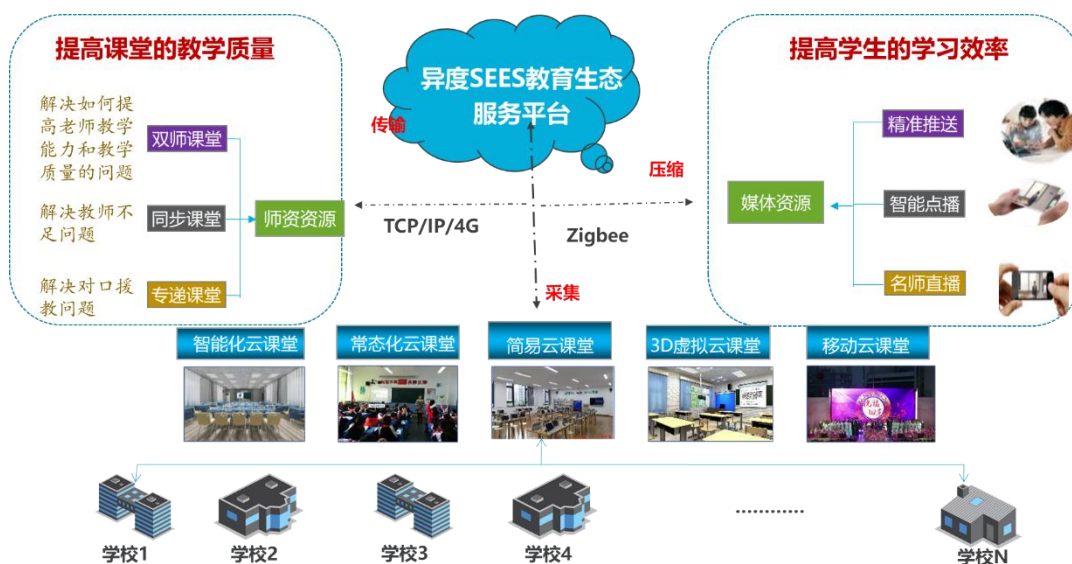 提高课堂的教学质量
解决如何提
高老师教学
能力和教学
质量的问题
双师课堂
解决教师不
足问题
同步课堂
师资资源
解决对口援
教问题
专递课堂
异度SEES教育生态
服务平台
传输
压缩
TCP/IP/4G
Zigbee
采集
提高学生的学习效率
精准推送
媒体资源
智能点播
名师直播
智能化云课堂
常态化云课堂
简易云课堂
3D虚拟云课堂
移动云课堂
学校1
学校2
学校3
学校4
…………
学校N